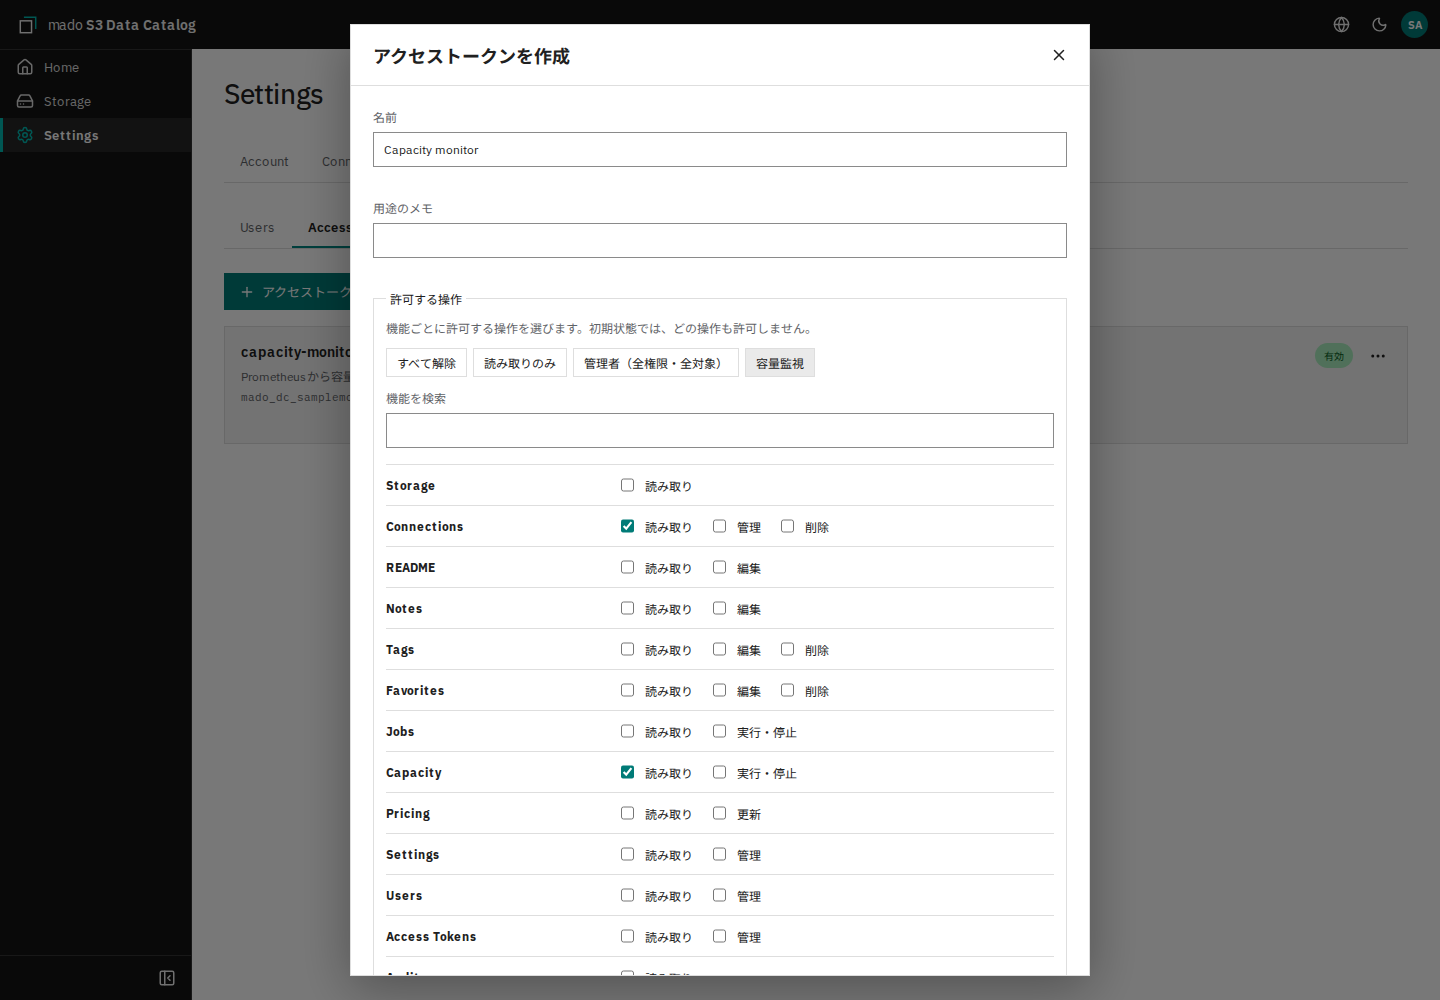 mado S3 Data Catalog
SA
Home
Storage
Settings
Settings
Account
Users
Access
アクセストーク
capacity-monito
Prometheusから容量
有効
アクセストークンを作成
名前
Capacity monitor
用途のメモ
許可する操作
機能ごとに許可する操作を選びます。初期状態では、どの操作も許可しません。
すべて解除 読み取りのみ 管理者（全権限・全対象） 容量監視
機能を検索
Storage 読み取り
Connections 読み取り 管理 削除
README 読み取り 編集
Notes 読み取り 編集
Tags 読み取り 編集 削除
Favorites 読み取り 編集 削除
Jobs 読み取り 実行・停止
Capacity 読み取り 実行・停止
Pricing 読み取り 更新
Settings 読み取り 管理
Users 読み取り 管理
Access Tokens 読み取り 管理